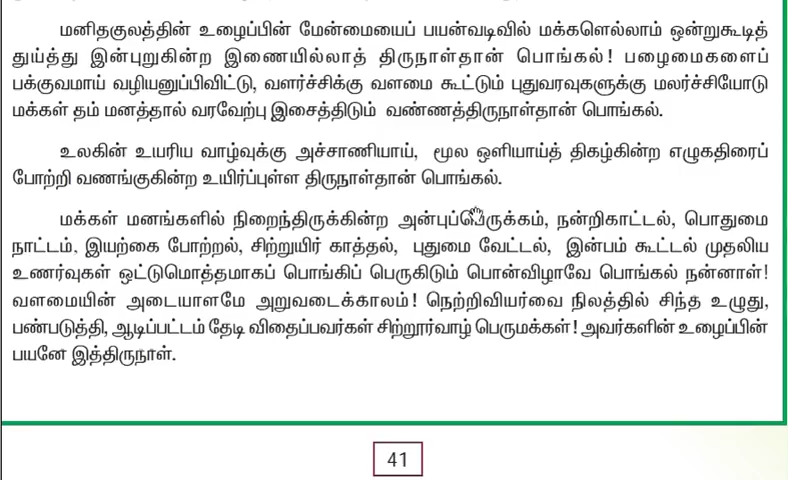 மனிதகுலத்தின் உழைப்பின் மேன்மையைப் பயன்வடிவில் மக்களெல்லாம் ஒன்றுகூடித்
துய்த்து இன்புறுகின்ற இணையில்லாத் திருநாள்தான் பொங்கல்! பழைமைகளைப்
பக்குவமாய் வழியனுப்பிவிட்டு, வளர்ச்சிக்கு வளமை கூட்டும் புதுவரவுகளுக்கு மலர்ச்சியோடு
மக்கள் தம் மனத்தால் வரவேற்பு இசைத்திடும் வண்ணத்திருநாள்தான் பொங்கல்.
உலகின் உயரிய வாழ்வுக்கு அச்சாணியாய், மூல ஒளியாய்த் திகழ்கின்ற எழுகதிரைப்
போற்றி வணங்குகின்ற உயிர்ப்புள்ள திருநாள்தான் பொங்கல்.
மக்கள் மனங்களில் நிறைந்திருக்கின்ற அன்புப்பெருக்கம், நன்றிகாட்டல், பொதுமை
நாட்டம், இயற்கை போற்றல், சிற்றுயிர் காத்தல், புதுமை வேட்டல், இன்பம் கூட்டல் முதலிய
உணர்வுகள் ஒட்டுமொத்தமாகப் பொங்கிப் பெருகிடும் பொன்விழாவே பொங்கல் நன்னாள்!
வளமையின் அடையாளமே அறுவடைக்காலம்! நெற்றிவியர்வை நிலத்தில் சிந்த உழுது,
பண்படுத்தி, ஆடிப்பட்டம் தேடி விதைப்பவர்கள் சிற்றூர்வாழ் பெருமக்கள்! அவர்களின் உழைப்பின்
பயனே இத்திருநாள்.
41